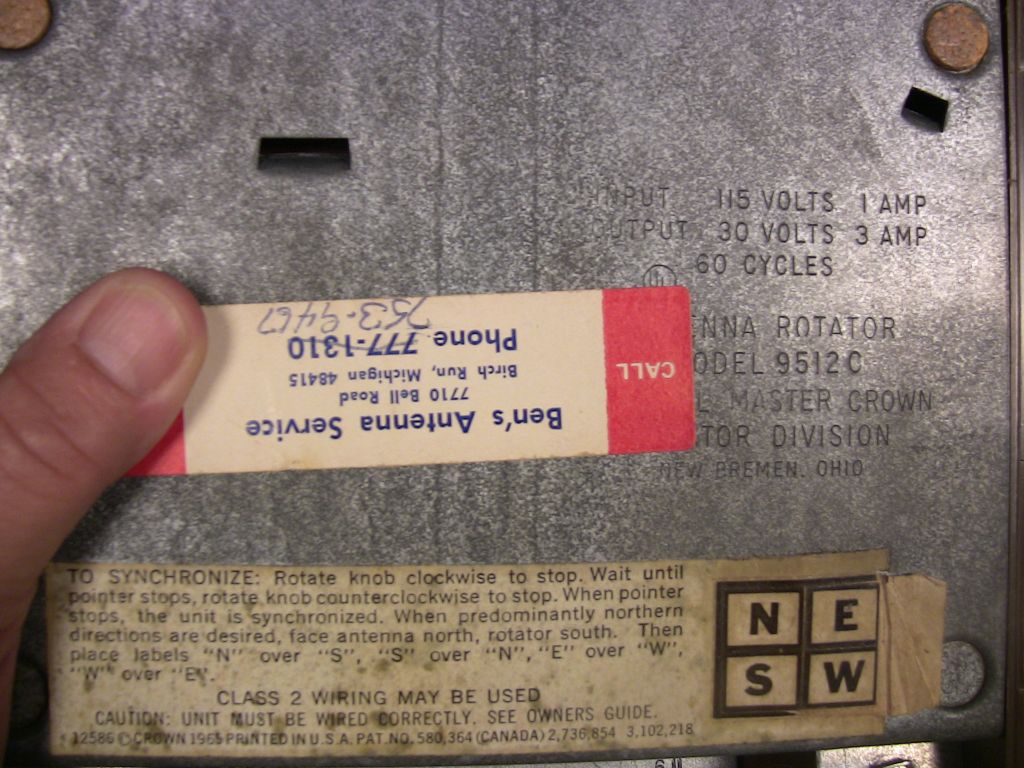 INPUT 115 VOLTS 1 AMP
OUTPUT 30 VOLTS 3 AMP
60 CYCLES
UL
NNA ROTATOR
ODEL 9512C
L MASTER CROWN
TOR DIVISION
NEW BREMEN, OHIO
CALL
Ben's Antenna Service
7710 Bell Road
Birch Run, Michigan 48415
Phone 777-1310
753-9467
TO SYNCHRONIZE: Rotate knob clockwise to stop. Wait until
pointer stops, rotate knob counterclockwise to stop. When pointer
stops, the unit is synchronized. When predominantly northern
directions are desired, face antenna north, rotator south. Then
place labels "N" over "S", "S" over "N", "E" over "W",
"W" over "E".
CLASS 2 WIRING MAY BE USED
CAUTION: UNIT MUST BE WIRED CORRECTLY. SEE OWNERS GUIDE.
12586 © CROWN 1965 PRINTED IN U.S.A. PAT. NO. 580,364 (CANADA) 2,736,854 3,102,218
N E
S W